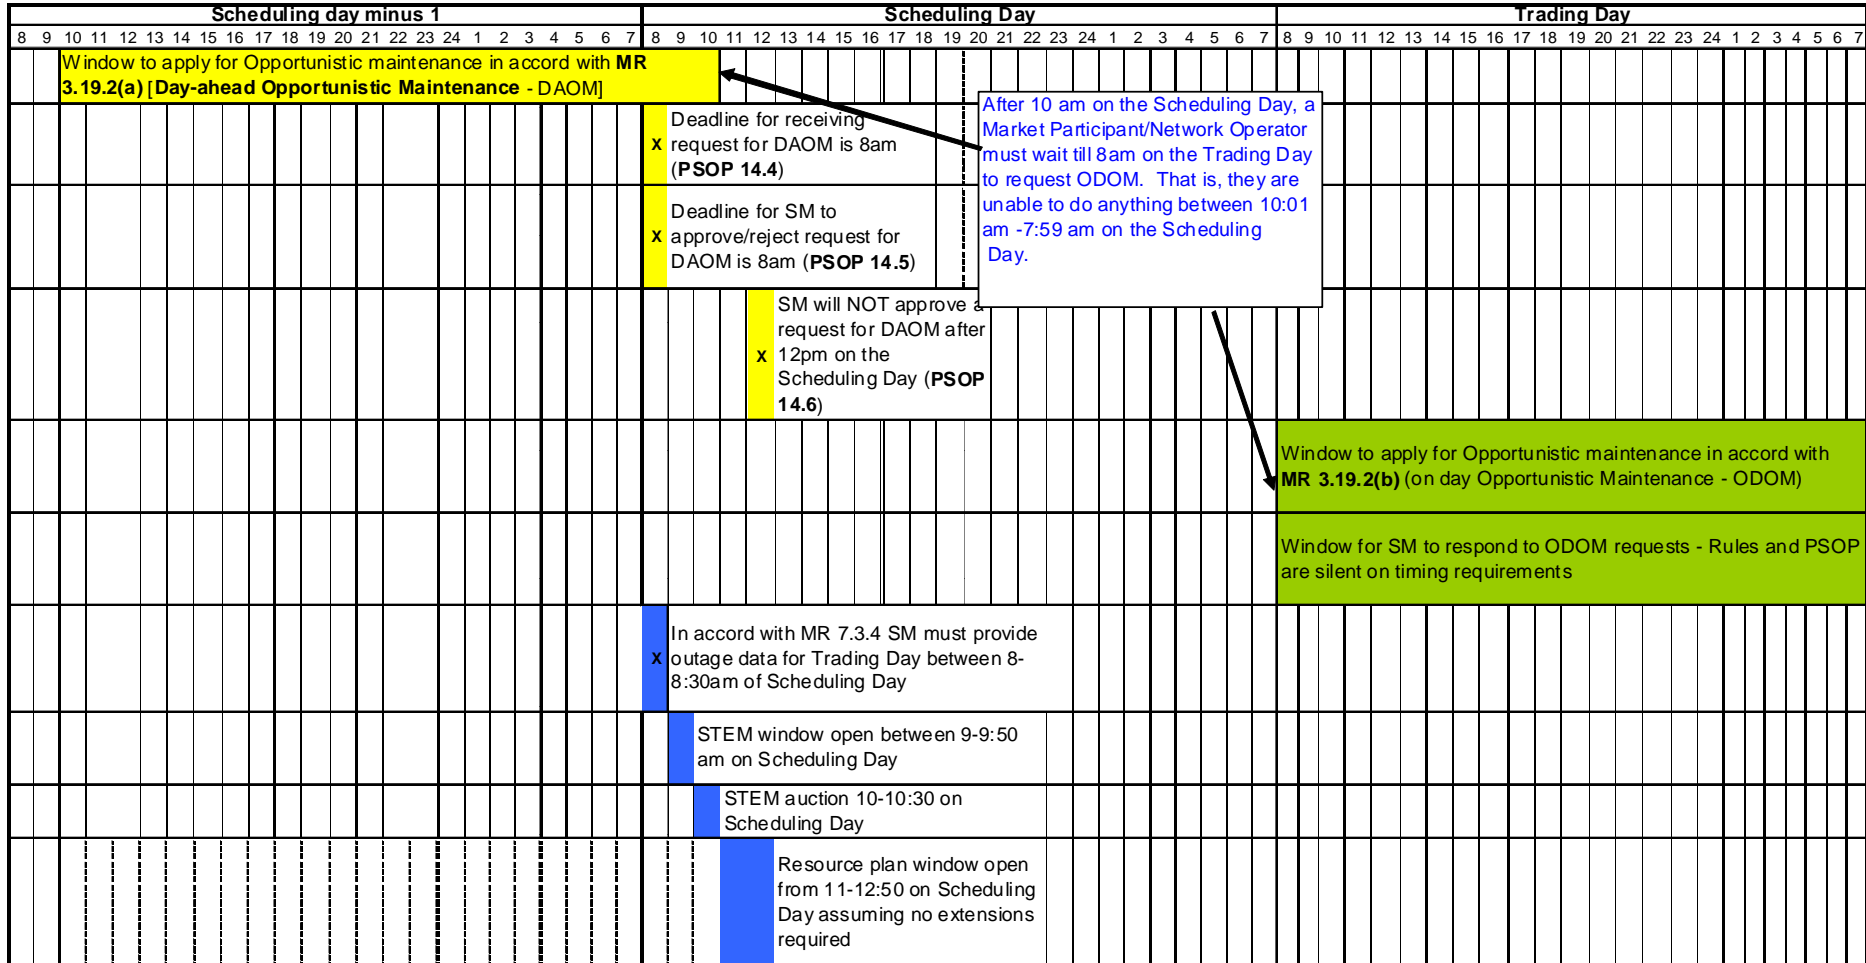 Scheduling day minus 1 Scheduling Day Trading Day
8 9 10 11 12 13 14 15 16 17 18 19 20 21 22 23 24 1 2 3 4 5 6 7 8 9 10 11 12 13 14 15 16 17 18 19 20 21 22 23 24 1 2 3 4 5 6 7 8 9 10 11 12 13 14 15 16 17 18 19 20 21 22 23 24 1 2 3 4 5 6 7
Window to apply for Opportunistic maintenance in accord with MR
3.19.2(a) [Day-ahead Opportunistic Maintenance - DAOM]
After 10 am on the Scheduling Day, a
Market Participant/Network Operator
must wait till 8am on the Trading Day
to request ODOM. That is, they are
unable to do anything between 10:01
am -7:59 am on the Scheduling
Day.
Deadline for receiving
X request for DAOM is 8am
(PSOP 14.4)
Deadline for SM to
X approve/reject request for
DAOM is 8am (PSOP 14.5)
SM will NOT approve a
request for DAOM after
X 12pm on the
Scheduling Day (PSOP
14.6)
Window to apply for Opportunistic maintenance in accord with
MR 3.19.2(b) (on day Opportunistic Maintenance - ODOM)
Window for SM to respond to ODOM requests - Rules and PSOP
are silent on timing requirements
In accord with MR 7.3.4 SM must provide
X outage data for Trading Day between 8-
8:30am of Scheduling Day
STEM window open between 9-9:50
am on Scheduling Day
STEM auction 10-10:30 on
Scheduling Day
Resource plan window open
from 11-12:50 on Scheduling
Day assuming no extensions
required